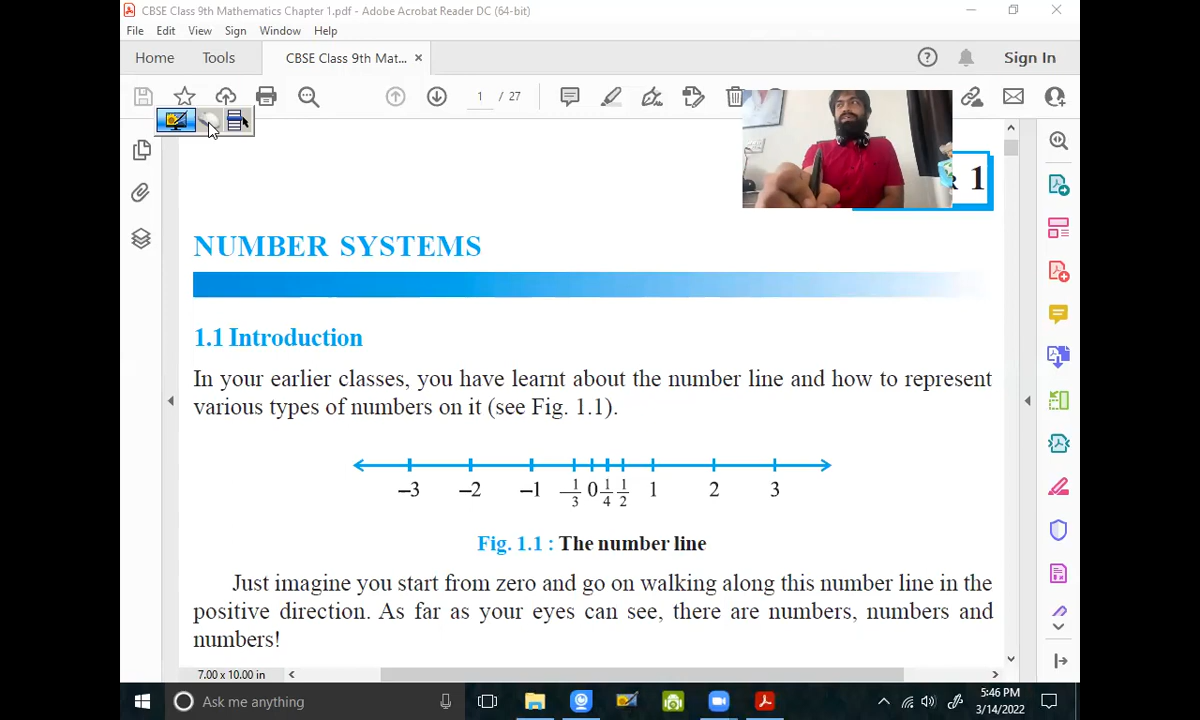 CBSE Class 9th Mathematics Chapter 1.pdf - Adobe Acrobat Reader DC (64-bit)
File Edit View Sign Window Help
Home Tools CBSE Class 9th Mat... × Sign In
1 / 27
1
NUMBER SYSTEMS
1.1 Introduction
In your earlier classes, you have learnt about the number line and how to represent
various types of numbers on it (see Fig. 1.1).
–3 –2 –1 –1/3 0 1/4 1/2 1 2 3
Fig. 1.1 : The number line
Just imagine you start from zero and go on walking along this number line in the
positive direction. As far as your eyes can see, there are numbers, numbers and
numbers!
7.00 x 10.00 in
Ask me anything
5:46 PM
3/14/2022